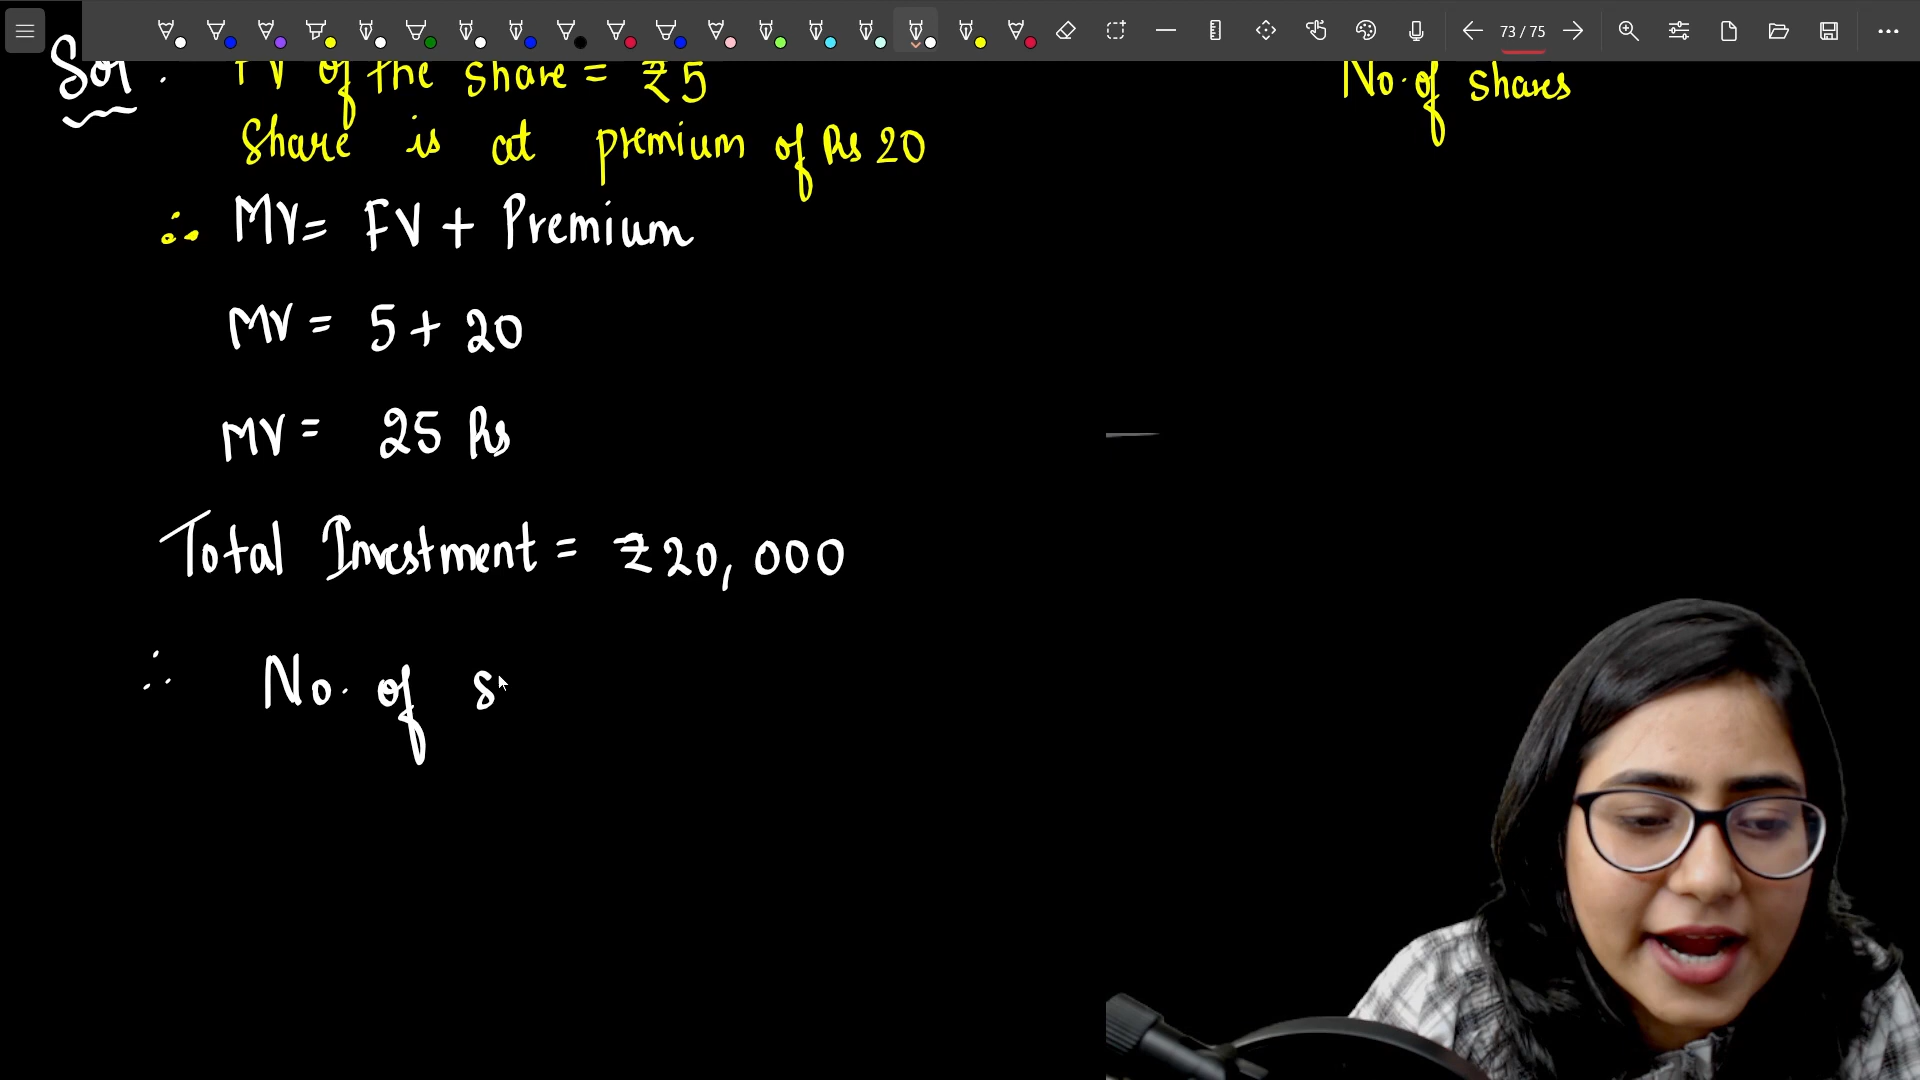 73 / 75
Sol. FV of the share = ₹5
Share is at premium of Rs 20
∴ MV = FV + Premium
MV = 5 + 20
MV = 25 Rs
Total Investment = ₹20,000
∴ No. of s
No. of shares